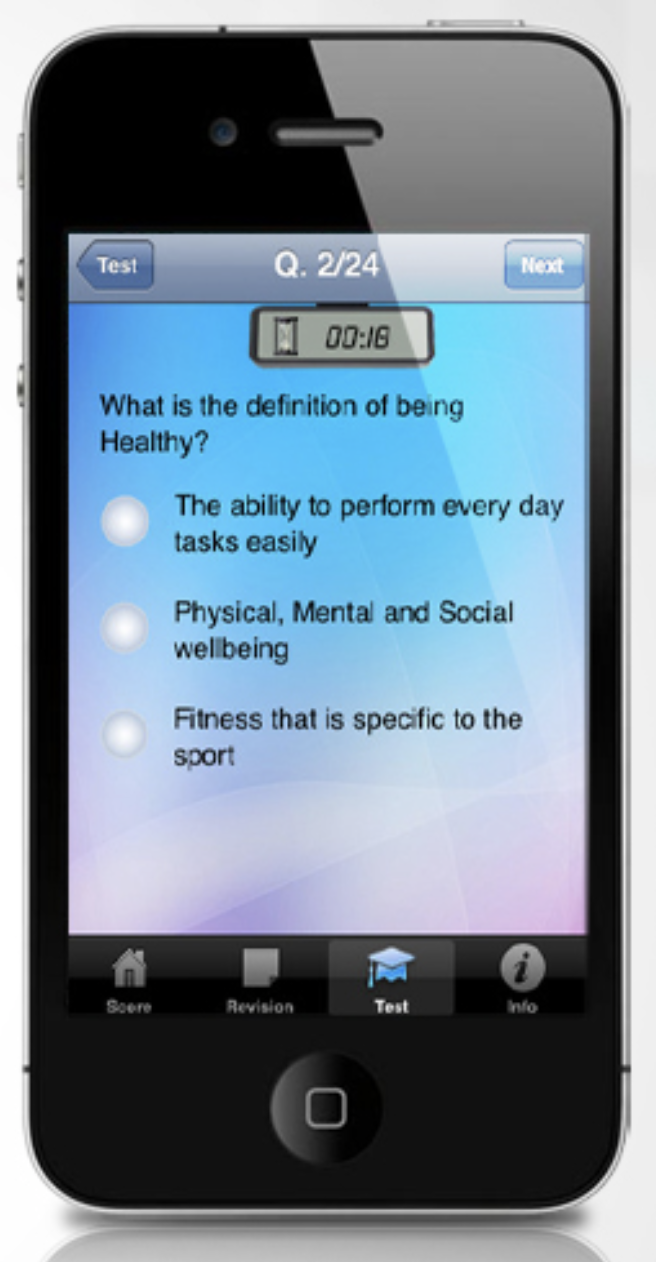 Test
Q. 2/24
Next
00:16
What is the definition of being
Healthy?
The ability to perform every day
tasks easily
Physical, Mental and Social
wellbeing
Fitness that is specific to the
sport
Score
Revision
Test
Info